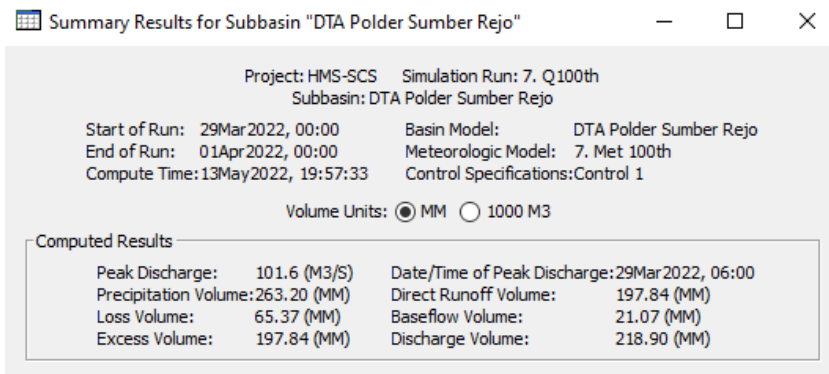 Summary Results for Subbasin "DTA Polder Sumber Rejo"
Project: HMS-SCS Simulation Run: 7. Q100th
Subbasin: DTA Polder Sumber Rejo
Start of Run: 29Mar2022, 00:00 Basin Model: DTA Polder Sumber Rejo
End of Run: 01Apr2022, 00:00 Meteorologic Model: 7. Met 100th
Compute Time:13May2022, 19:57:33 Control Specifications:Control 1
Volume Units: MM 1000 M3
Computed Results
Peak Discharge: 101.6 (M3/S) Date/Time of Peak Discharge:29Mar2022, 06:00
Precipitation Volume:263.20 (MM) Direct Runoff Volume: 197.84 (MM)
Loss Volume: 65.37 (MM) Baseflow Volume: 21.07 (MM)
Excess Volume: 197.84 (MM) Discharge Volume: 218.90 (MM)